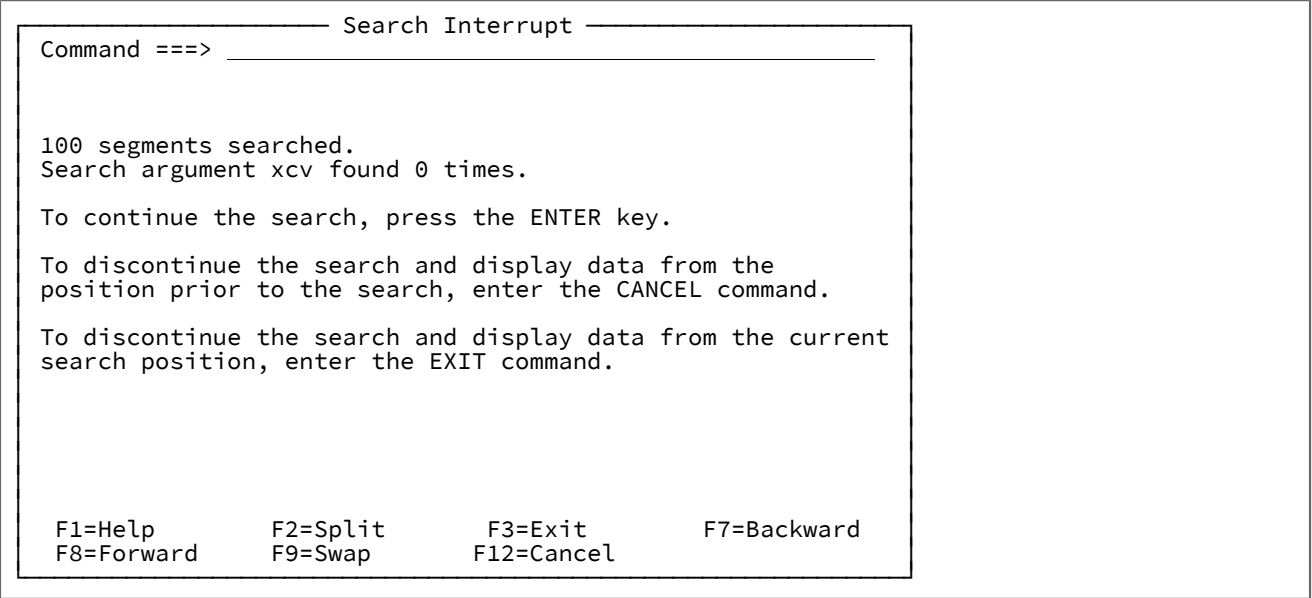 Search Interrupt
Command ===>
100 segments searched.
Search argument xcv found 0 times.
To continue the search, press the ENTER key.
To discontinue the search and display data from the
position prior to the search, enter the CANCEL command.
To discontinue the search and display data from the current
search position, enter the EXIT command.
F1=Help F2=Split F3=Exit F7=Backward
F8=Forward F9=Swap F12=Cancel